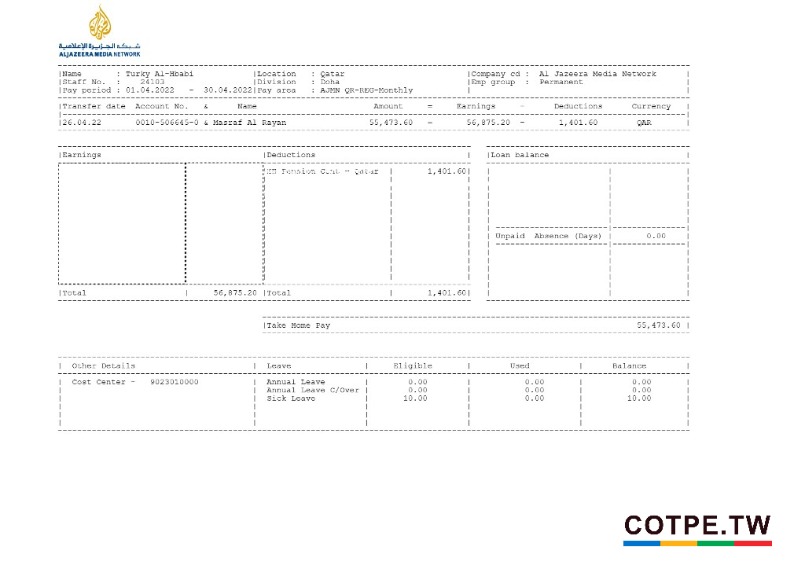 شبكة الجزيرة الإعلامية
ALJAZEERA MEDIA NETWORK
|Name : Turky Al-Hbabi |Location : Qatar |Company cd : Al Jazeera Media Network |
|Staff No. : 24103 |Division : Doha |Emp group : Permanent |
|Pay period : 01.04.2022 - 30.04.2022|Pay area : AJMN QR-REG-Monthly | |
|Transfer date Account No. & Name Amount = Earnings - Deductions Currency |
|26.04.22 0010-506645-0 & Masraf Al Rayan 55,473.60 = 56,875.20 - 1,401.60 QAR |
|Earnings |Deductions | |Loan balance |
Pension Cont - Qatar | 1,401.60|
| Unpaid Absence (Days) | 0.00 |
|Total | 56,875.20 |Total | 1,401.60|
|Take Home Pay 55,473.60 |
| Other Details | Leave | Eligible | Used | Balance |
| Cost Center - 9023010000 | Annual Leave | 0.00 | 0.00 | 0.00 |
| Annual Leave C/Over | 0.00 | 0.00 | 0.00 |
| Sick Leave | 10.00 | 0.00 | 10.00 |
COTPE.TW